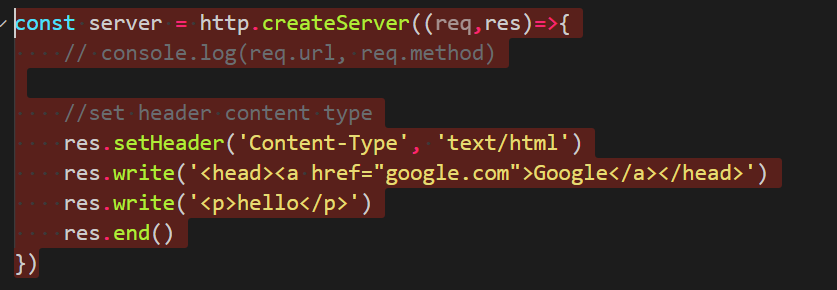 const server = http.createServer((req,res)=>{
// console.log(req.url, req.method)
//set header content type
res.setHeader('Content-Type', 'text/html')
res.write('<head><a href="google.com">Google</a></head>')
res.write('<p>hello</p>')
res.end()
})